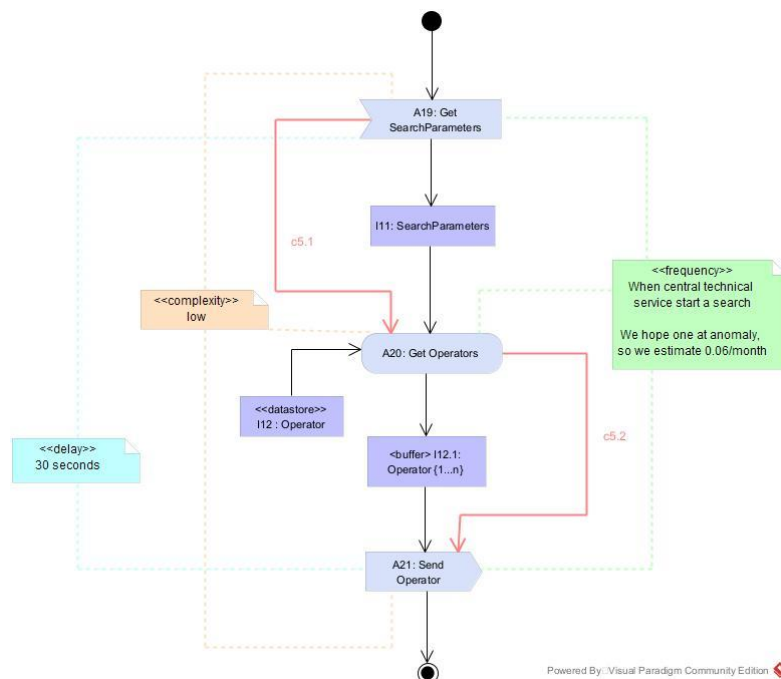 A19: Get
SearchParameters
I11: SearchParameters
c5.1
<<frequency>>
When central technical
service start a search
We hope one at anomaly,
so we estimate 0.06/month
<<complexity>>
low
A20: Get Operators
<<datastore>>
I12 : Operator
c5.2
<<delay>>
30 seconds
<buffer> I12.1:
Operator {1...n}
A21: Send
Operator
Powered By Visual Paradigm Community Edition